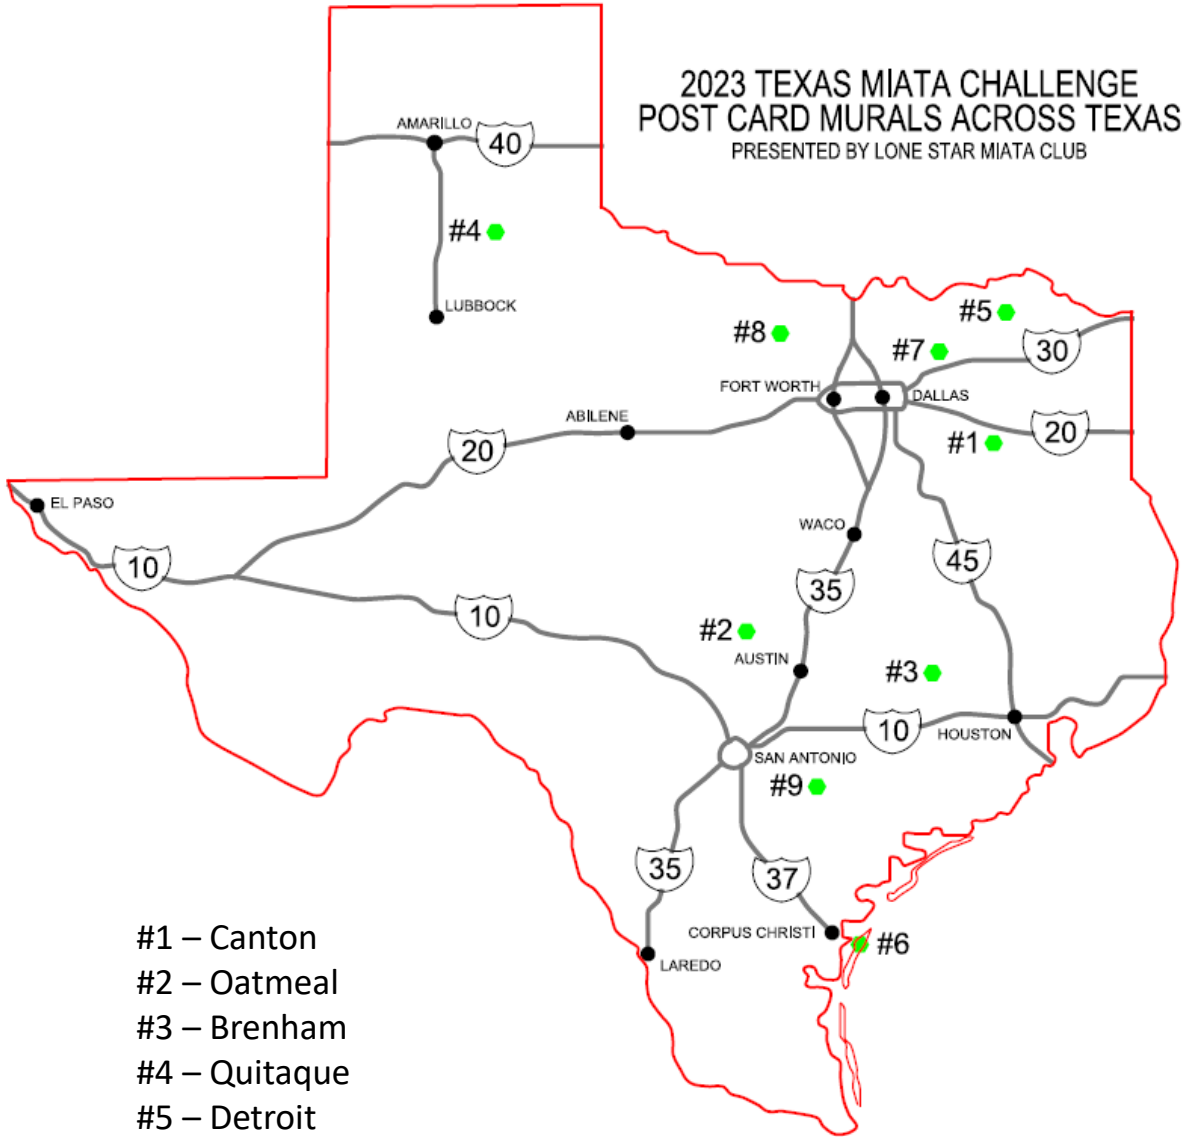 2023 TEXAS MIATA CHALLENGE
POST CARD MURALS ACROSS TEXAS
PRESENTED BY LONE STAR MIATA CLUB
AMARILLO
40
#4
LUBBOCK
#5
#8
#7
30
FORT WORTH
DALLAS
ABILENE
20
#1
20
EL PASO
WACO
10
45
35
10
#2
AUSTIN
#3
10
HOUSTON
SAN ANTONIO
#9
35
37
CORPUS CHRISTI
#6
LAREDO
#1 – Canton
#2 – Oatmeal
#3 – Brenham
#4 – Quitaque
#5 – Detroit